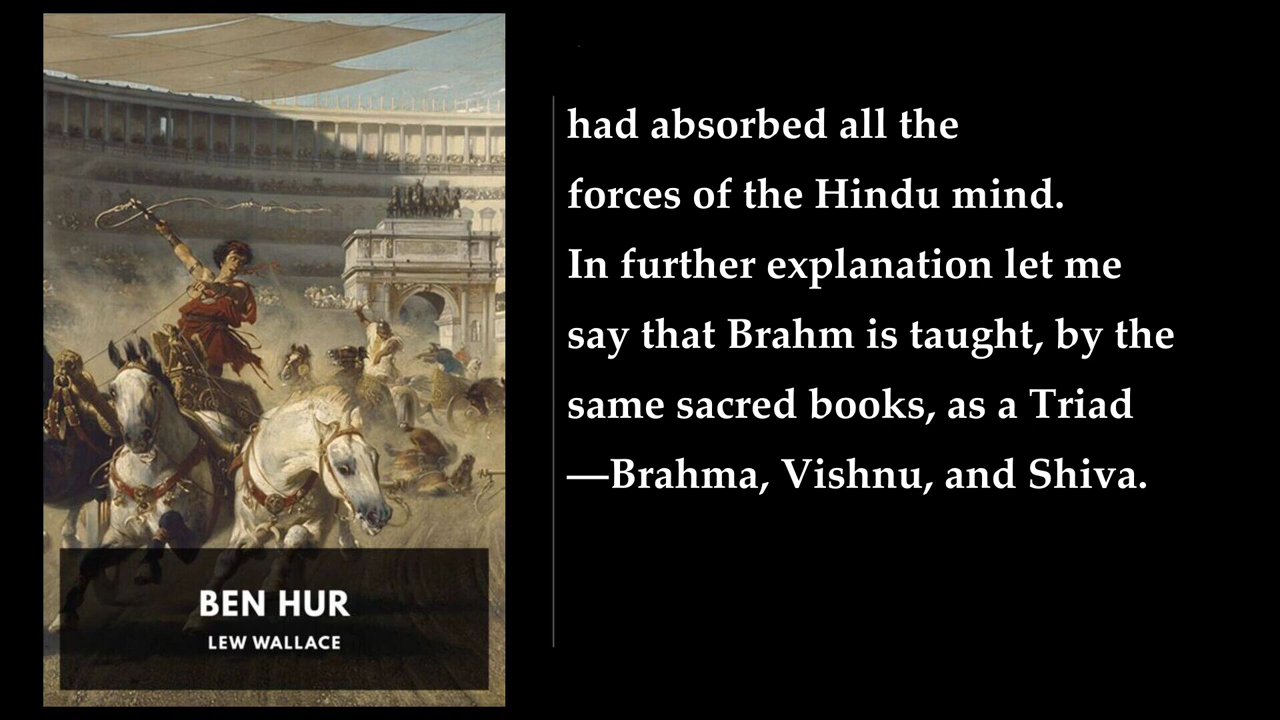 had absorbed all the
forces of the Hindu mind.
In further explanation let me
say that Brahm is taught, by the
same sacred books, as a Triad
—Brahma, Vishnu, and Shiva.
BEN HUR
LEW WALLACE